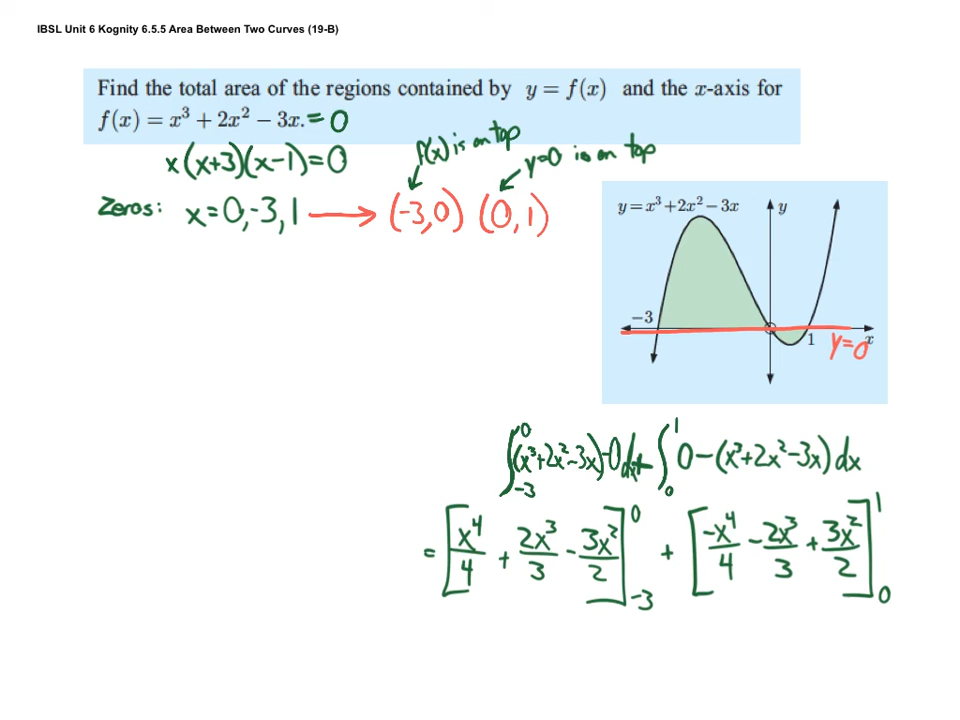 IBSL Unit 6 Kognity 6.5.5 Area Between Two Curves (19-B)
Find the total area of the regions contained by y = f(x) and the x-axis for
f(x) = x³ + 2x² − 3x. = 0
f(x) is on top
y=0 is on top
x(x+3)(x−1)=0
Zeros: x=0,-3,1 → (-3,0) (0,1)
y = x³+2x²−3x
y
−3
1
x
y=0
∫₋₃⁰ (x³+2x²−3x)−0dx + ∫₀¹ 0−(x³+2x²−3x)dx
= [x⁴/4 + 2x³/3 − 3x²/2]₋₃⁰ + [−x⁴/4 − 2x³/3 + 3x²/2]₀¹